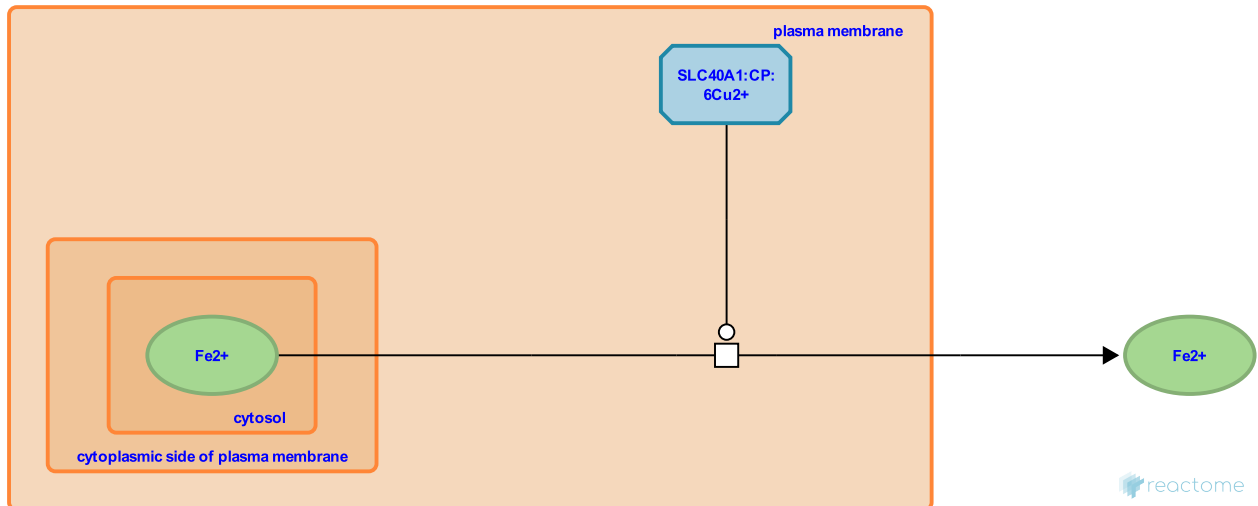 plasma membrane
SLC40A1:CP:
6Cu2+
Fe2+
Fe2+
cytosol
cytoplasmic side of plasma membrane
reactome